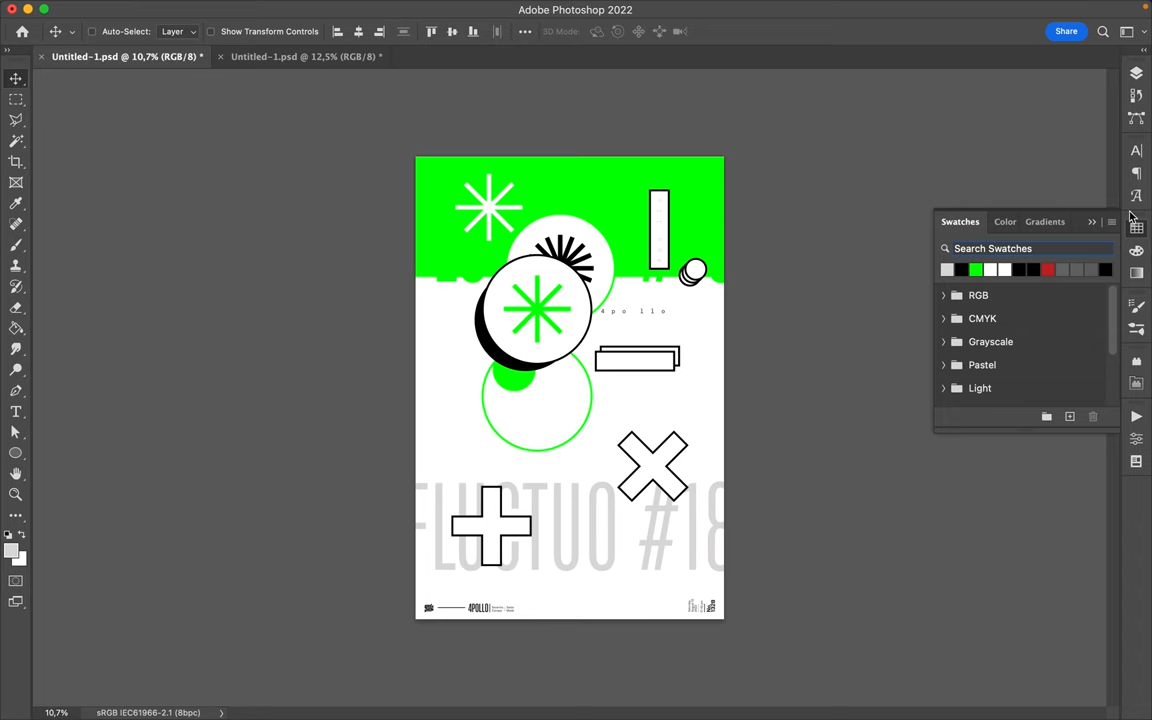 Adobe Photoshop 2022
Auto-Select:
Layer
Show Transform Controls
3D Mode:
Share
Untitled-1.psd @ 10,7% (RGB/8) *
Untitled-1.psd @ 12,5% (RGB/8) *
Swatches
Color
Gradients
Search Swatches
RGB
CMYK
Grayscale
Pastel
Light
4po llo
FLUCTUO #18
4POLLO
10,7%
sRGB IEC61966-2.1 (8bpc)